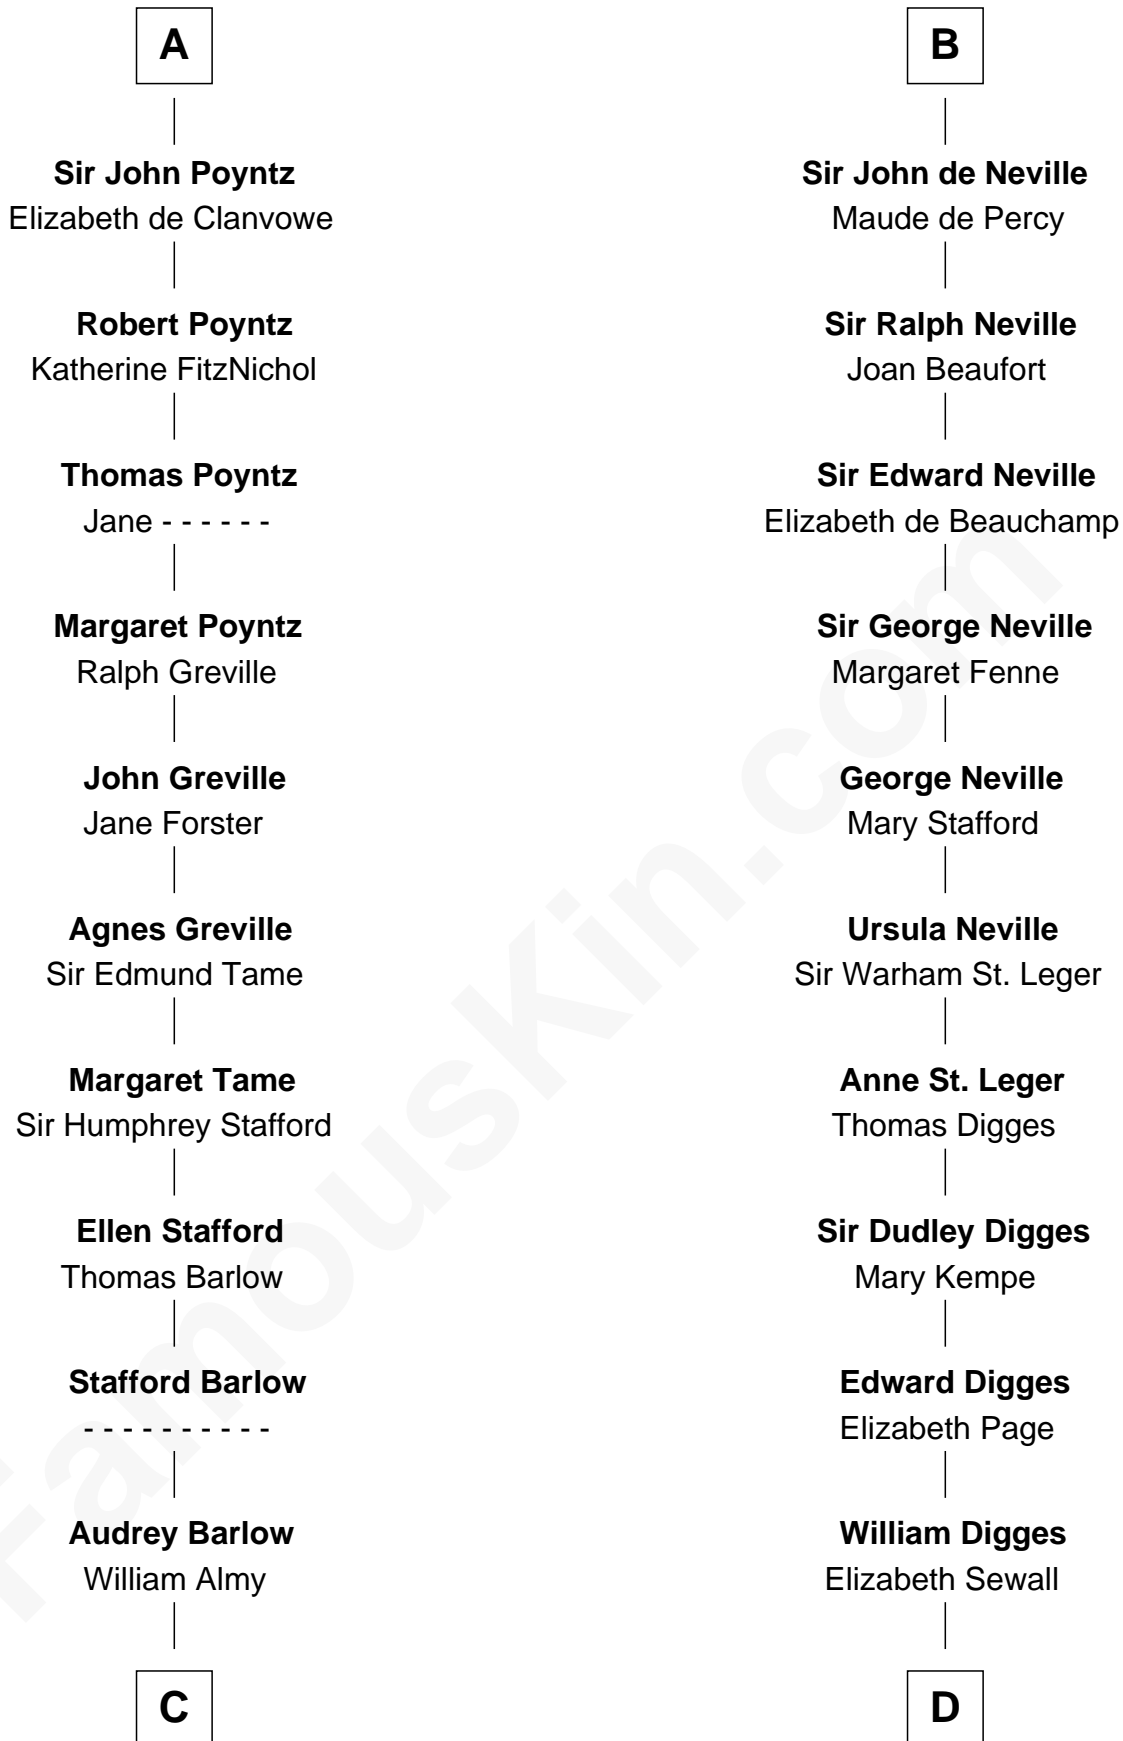 A
Sir John Poyntz
Elizabeth de Clanvowe
Robert Poyntz
Katherine FitzNichol
Thomas Poyntz
Jane - - - - - -
Margaret Poyntz
Ralph Greville
John Greville
Jane Forster
Agnes Greville
Sir Edmund Tame
Margaret Tame
Sir Humphrey Stafford
Ellen Stafford
Thomas Barlow
Stafford Barlow
- - - - - - - - - -
Audrey Barlow
William Almy
C
B
Sir John de Neville
Maude de Percy
Sir Ralph Neville
Joan Beaufort
Sir Edward Neville
Elizabeth de Beauchamp
Sir George Neville
Margaret Fenne
George Neville
Mary Stafford
Ursula Neville
Sir Warham St. Leger
Anne St. Leger
Thomas Digges
Sir Dudley Digges
Mary Kempe
Edward Digges
Elizabeth Page
William Digges
Elizabeth Sewall
D
FamousKin.com